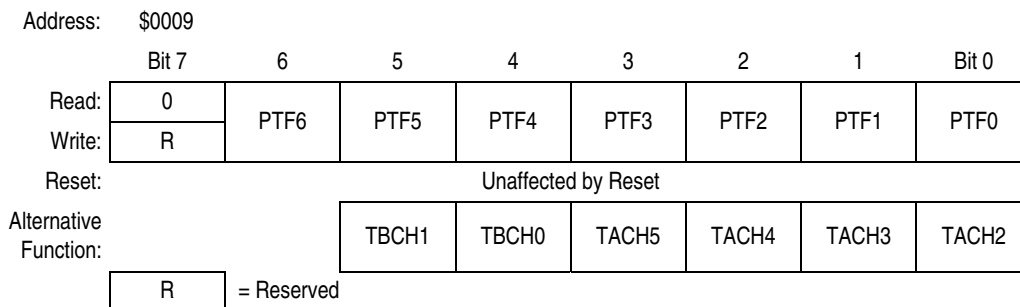 Address: $0009
Bit 7 6 5 4 3 2 1 Bit 0
Read: 0 PTF6 PTF5 PTF4 PTF3 PTF2 PTF1 PTF0
Write: R
Reset: Unaffected by Reset
Alternative
Function: TBCH1 TBCH0 TACH5 TACH4 TACH3 TACH2
R = Reserved